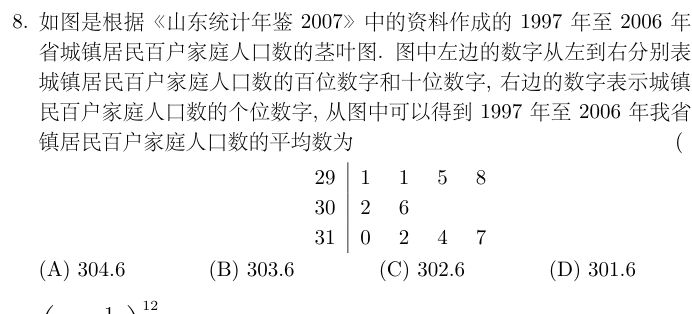 8. 如图是根据《山东统计年鉴 2007》中的资料作成的 1997 年至 2006 年
省城镇居民百户家庭人口数的茎叶图. 图中左边的数字从左到右分别表
城镇居民百户家庭人口数的百位数字和十位数字, 右边的数字表示城镇
民百户家庭人口数的个位数字, 从图中可以得到 1997 年至 2006 年我省
镇居民百户家庭人口数的平均数为 (
29 | 1 1 5 8
30 | 2 6
31 | 0 2 4 7
(A) 304.6 (B) 303.6 (C) 302.6 (D) 301.6
12